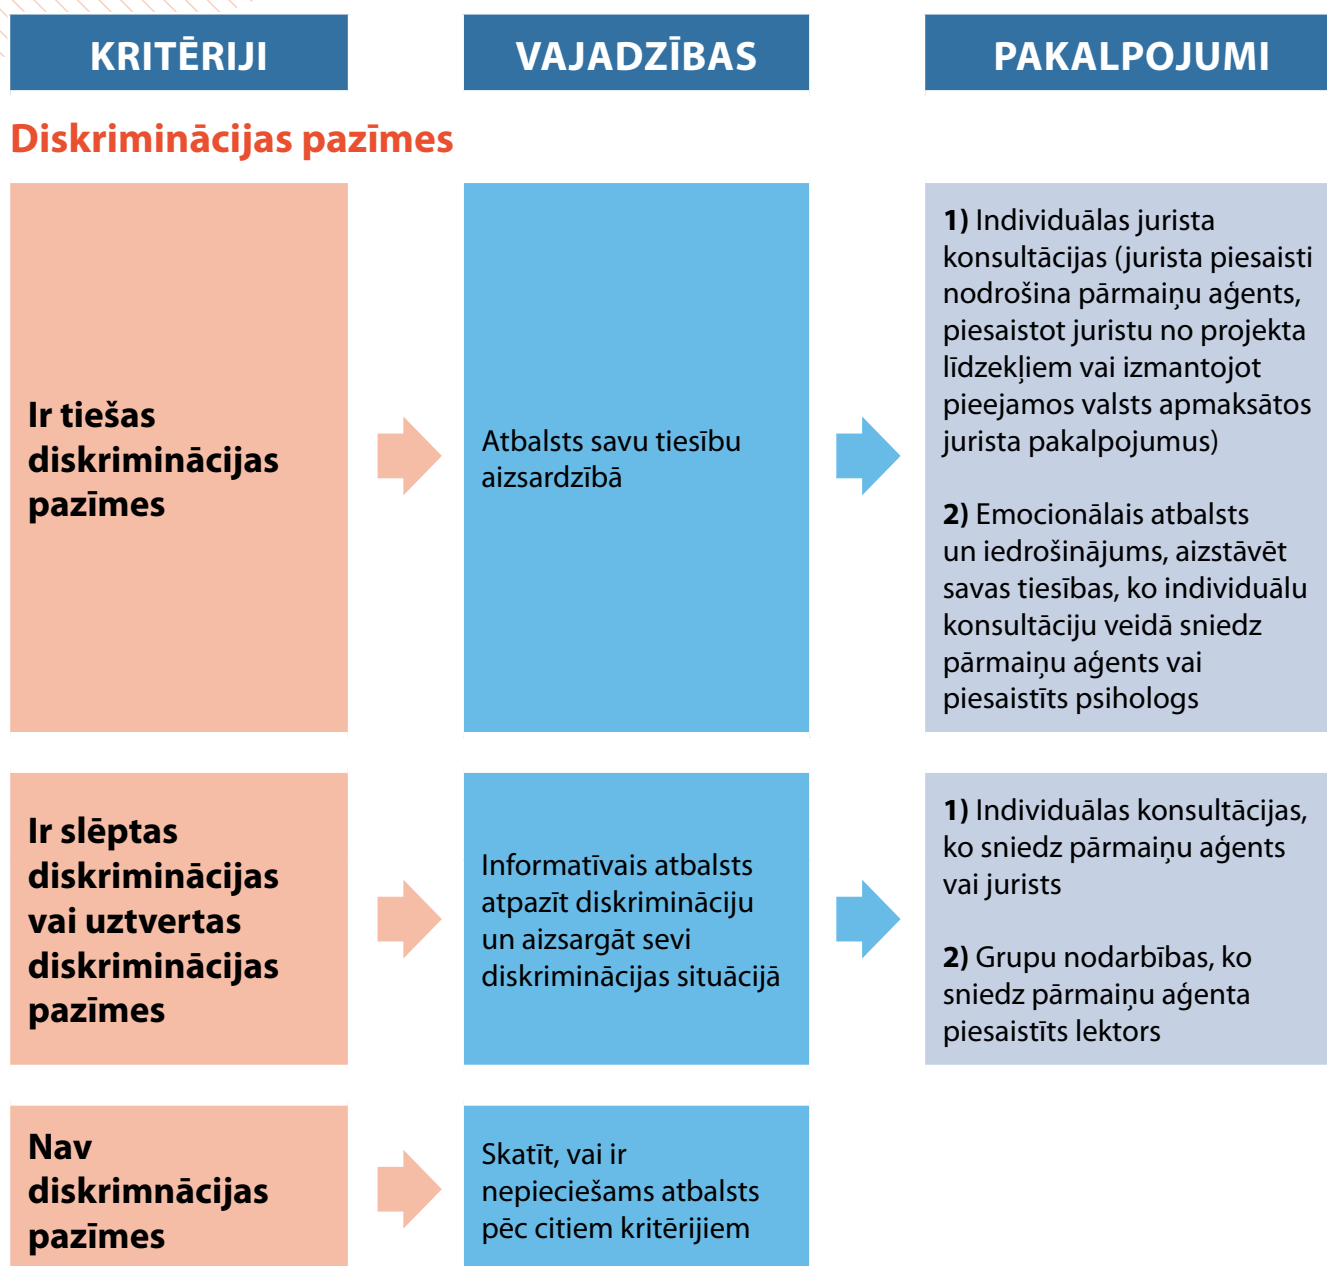 KRITĒRIJI
VAJADZĪBAS
PAKALPOJUMI
Diskriminācijas pazīmes
Ir tiešas
diskriminācijas
pazīmes
Atbalsts savu tiesību
aizsardzībā
1) Individuālas jurista
konsultācijas (jurista piesaisti
nodrošina pārmaiņu aģents,
piesaistot juristu no projekta
līdzekļiem vai izmantojot
pieejamos valsts apmaksātos
jurista pakalpojumus)
2) Emocionālais atbalsts
un iedrošinājums, aizstāvēt
savas tiesības, ko individuālu
konsultāciju veidā sniedz
pārmaiņu aģents vai
piesaistīts psihologs
Ir slēptas
diskriminācijas
vai uztvertas
diskriminācijas
pazīmes
Informatīvais atbalsts
atpazīt diskrimināciju
un aizsargāt sevi
diskriminācijas situācijā
1) Individuālas konsultācijas,
ko sniedz pārmaiņu aģents
vai jurists
2) Grupu nodarbības, ko
sniedz pārmaiņu aģenta
piesaistīts lektors
Nav
diskrimnācijas
pazīmes
Skatīt, vai ir
nepieciešams atbalsts
pēc citiem kritērijiem